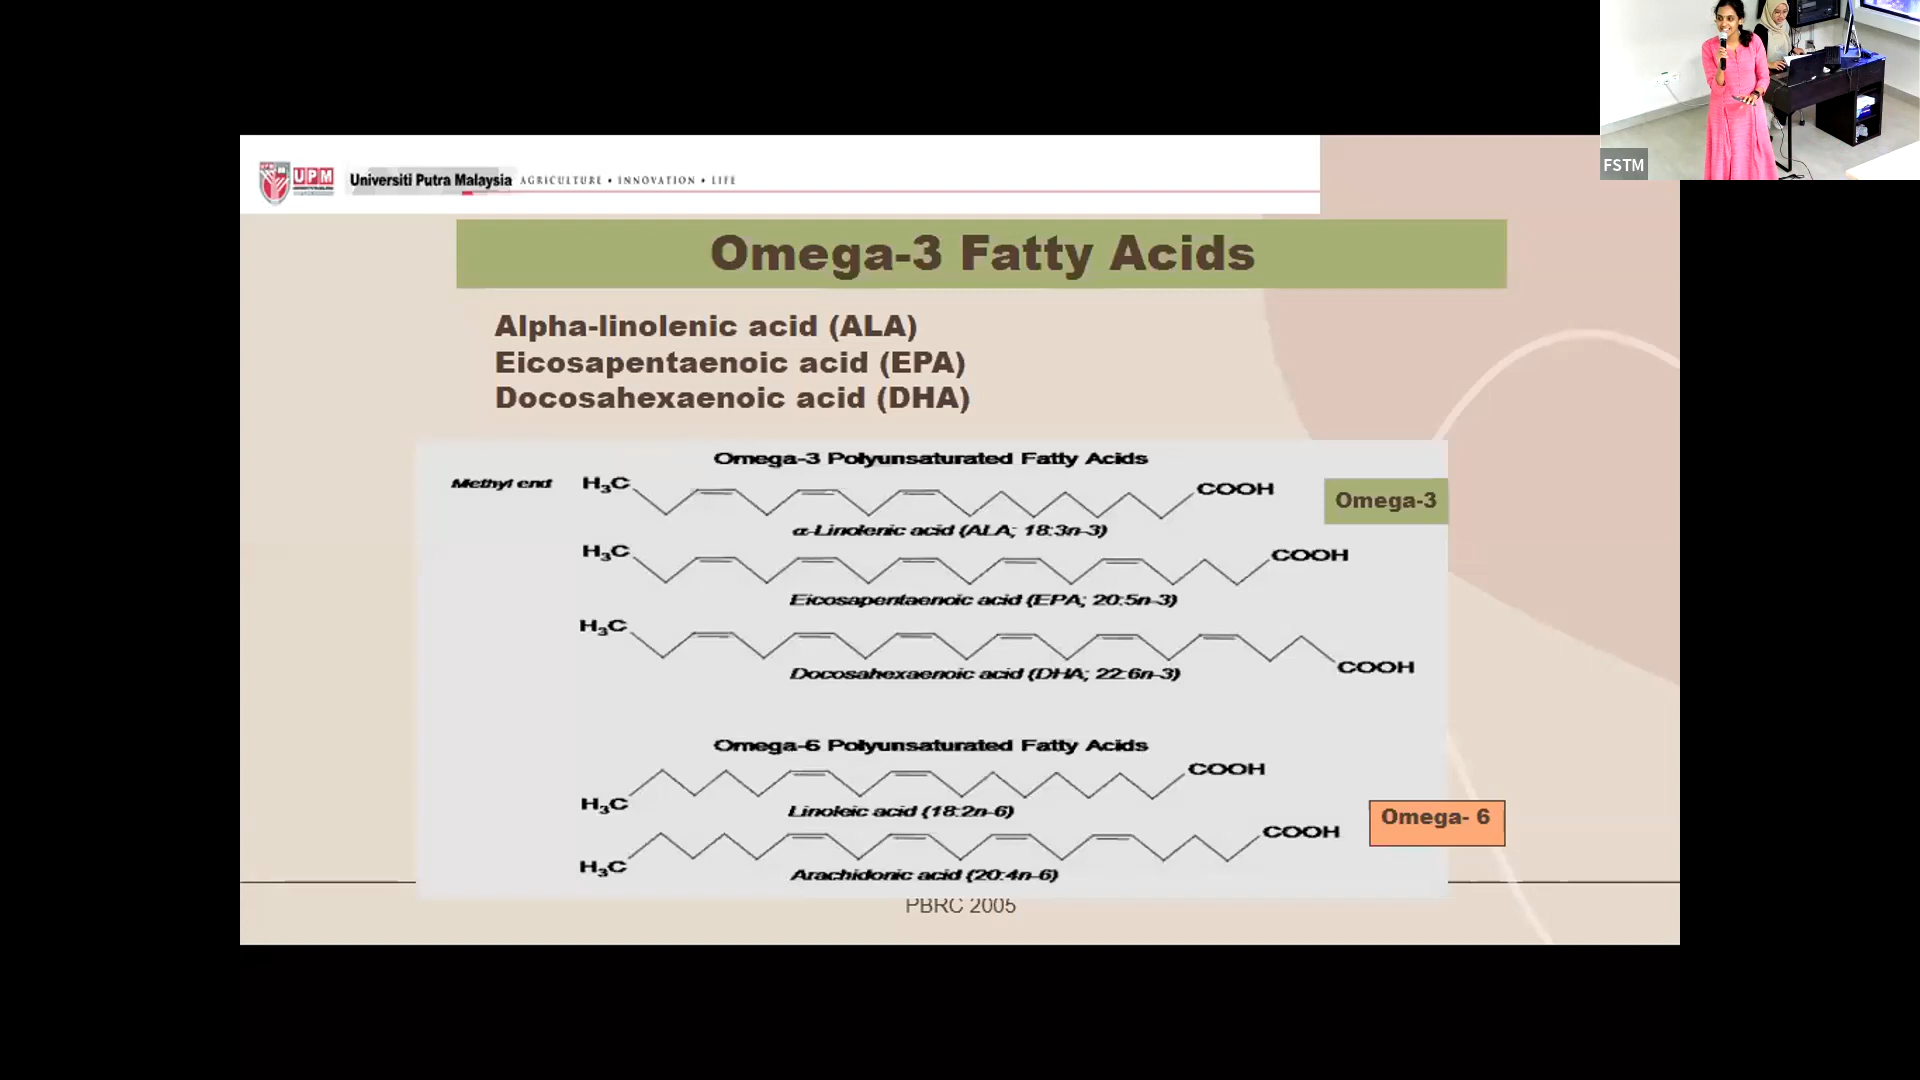 FSTM
UPM
Universiti Putra Malaysia AGRICULTURE • INNOVATION • LIFE
Omega-3 Fatty Acids
Alpha-linolenic acid (ALA)
Eicosapentaenoic acid (EPA)
Docosahexaenoic acid (DHA)
Omega-3 Polyunsaturated Fatty Acids
Methyl end H₃C COOH
Omega-3
α-Linolenic acid (ALA; 18:3n-3)
H₃C COOH
Eicosapentaenoic acid (EPA; 20:5n-3)
H₃C COOH
Docosahexaenoic acid (DHA; 22:6n-3)
Omega-6 Polyunsaturated Fatty Acids
H₃C COOH
Linoleic acid (18:2n-6)
Omega- 6
H₃C COOH
Arachidonic acid (20:4n-6)
PBRC 2005